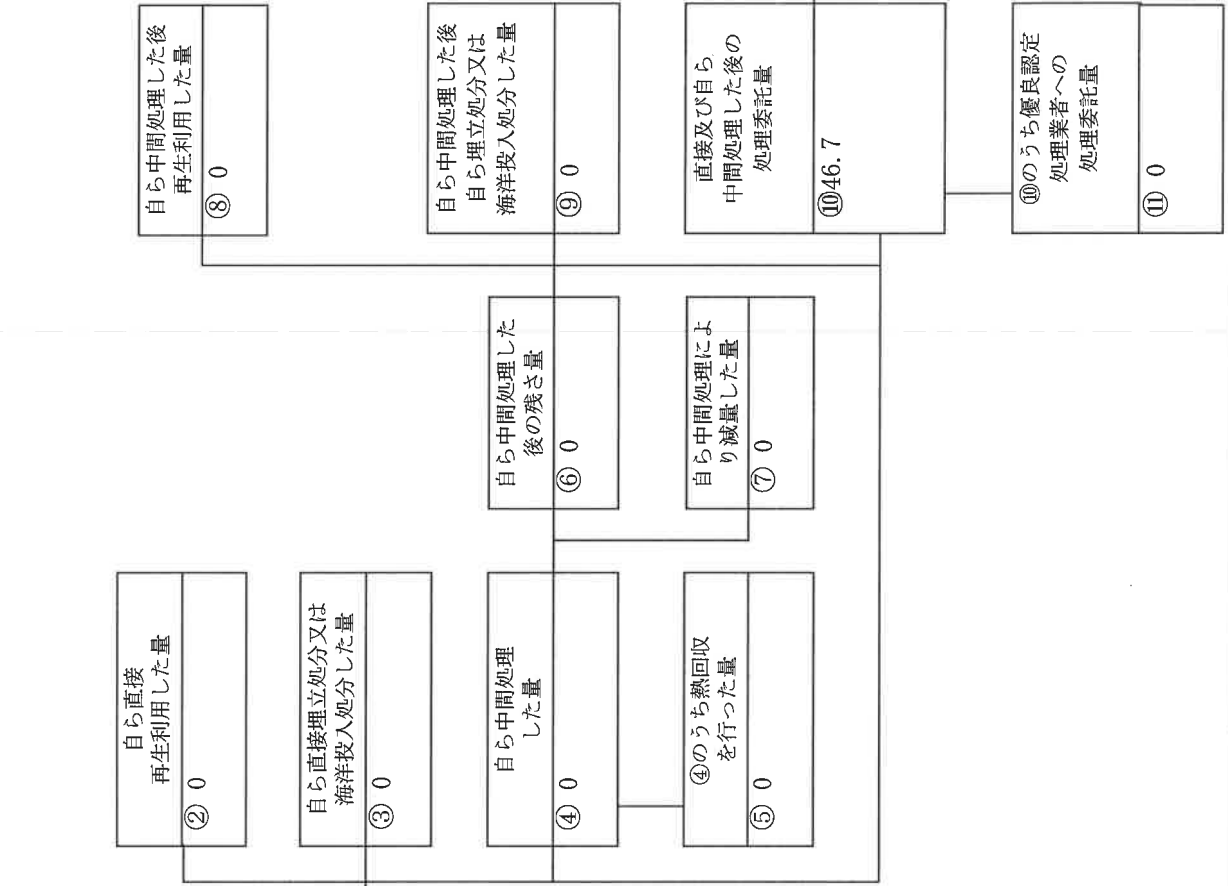 自ら直接
再生利用した量
② 0
自ら直接埋立処分又は
海洋投入処分した量
③ 0
自ら中間処理
した量
④ 0
④のうち熱回収
を行った量
⑤ 0
自ら中間処理した
後の残さ量
⑥ 0
自ら中間処理によ
り減量した量
⑦ 0
自ら中間処理した後
再生利用した量
⑧ 0
自ら中間処理した後
自ら埋立処分又は
海洋投入処分した量
⑨ 0
直接及び自ら
中間処理した後の
処理委託量
⑩46.7
⑩のうち優良認定
処理業者への
処理委託量
⑪ 0